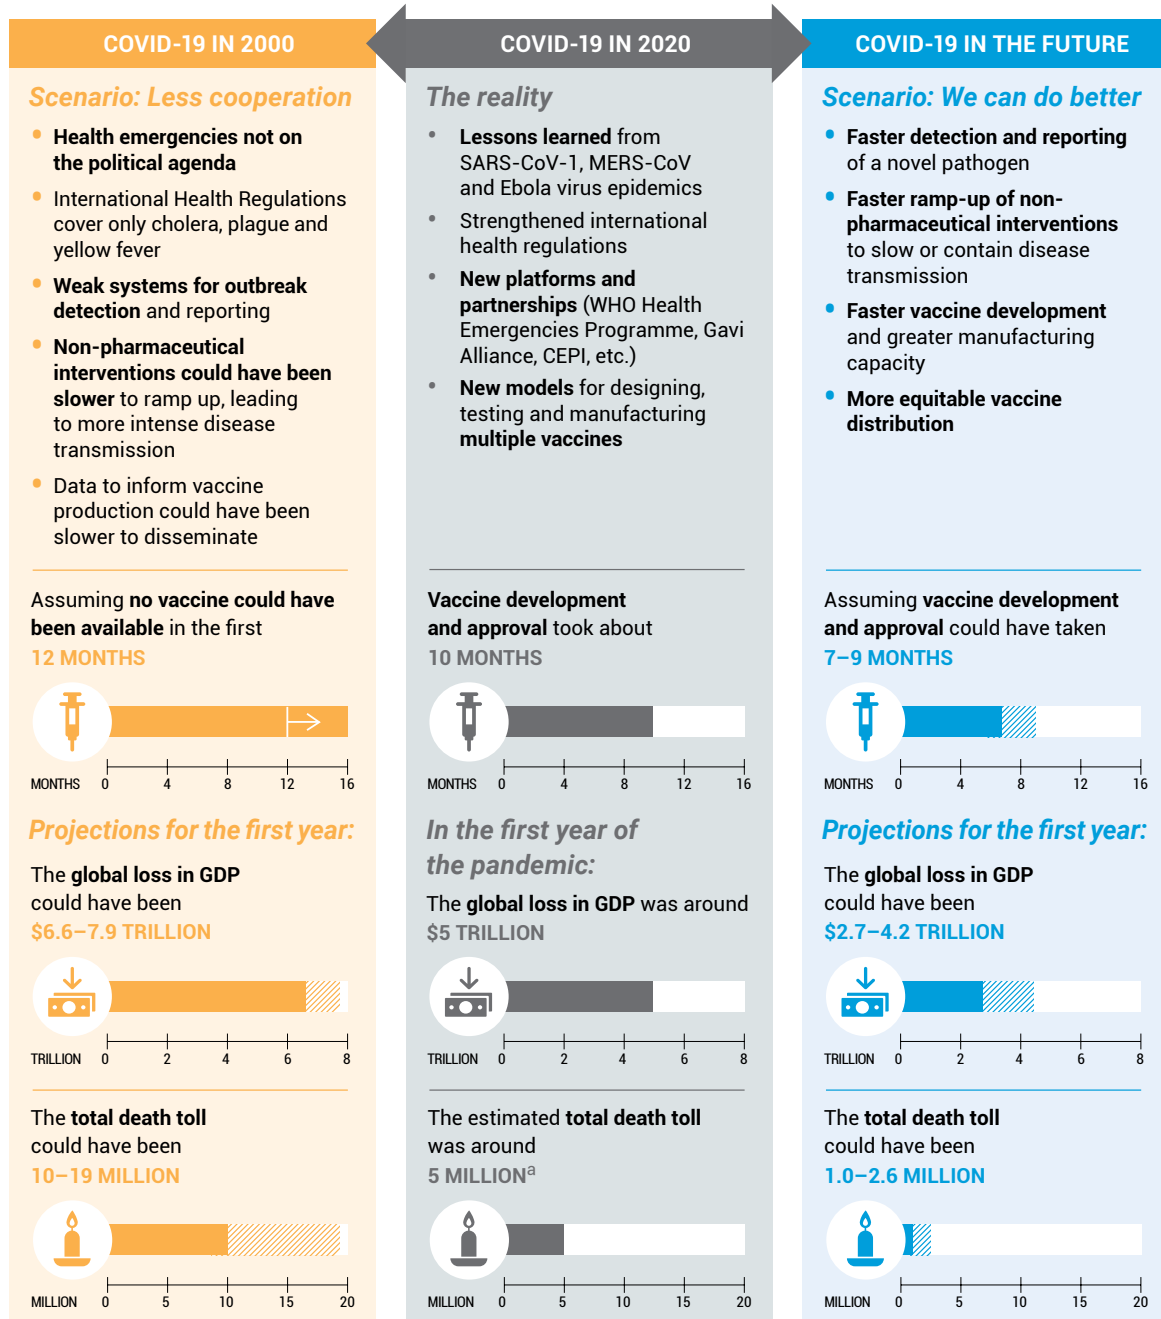 COVID-19 IN 2000
Scenario: Less cooperation
• Health emergencies not on
the political agenda
• International Health Regulations
cover only cholera, plague and
yellow fever
• Weak systems for outbreak
detection and reporting
• Non-pharmaceutical
interventions could have been
slower to ramp up, leading
to more intense disease
transmission
• Data to inform vaccine
production could have been
slower to disseminate
Assuming no vaccine could have
been available in the first
12 MONTHS
MONTHS 0 4 8 12 16
Projections for the first year:
The global loss in GDP
could have been
$6.6–7.9 TRILLION
TRILLION 0 2 4 6 8
The total death toll
could have been
10–19 MILLION
MILLION 0 5 10 15 20
COVID-19 IN 2020
The reality
• Lessons learned from
SARS-CoV-1, MERS-CoV
and Ebola virus epidemics
• Strengthened international
health regulations
• New platforms and
partnerships (WHO Health
Emergencies Programme, Gavi
Alliance, CEPI, etc.)
• New models for designing,
testing and manufacturing
multiple vaccines
Vaccine development
and approval took about
10 MONTHS
MONTHS 0 4 8 12 16
In the first year of
the pandemic:
The global loss in GDP was around
$5 TRILLION
TRILLION 0 2 4 6 8
The estimated total death toll
was around
5 MILLIONa
MILLION 0 5 10 15 20
COVID-19 IN THE FUTURE
Scenario: We can do better
• Faster detection and reporting
of a novel pathogen
• Faster ramp-up of non-
pharmaceutical interventions
to slow or contain disease
transmission
• Faster vaccine development
and greater manufacturing
capacity
• More equitable vaccine
distribution
Assuming vaccine development
and approval could have taken
7–9 MONTHS
MONTHS 0 4 8 12 16
Projections for the first year:
The global loss in GDP
could have been
$2.7–4.2 TRILLION
TRILLION 0 2 4 6 8
The total death toll
could have been
1.0–2.6 MILLION
MILLION 0 5 10 15 20